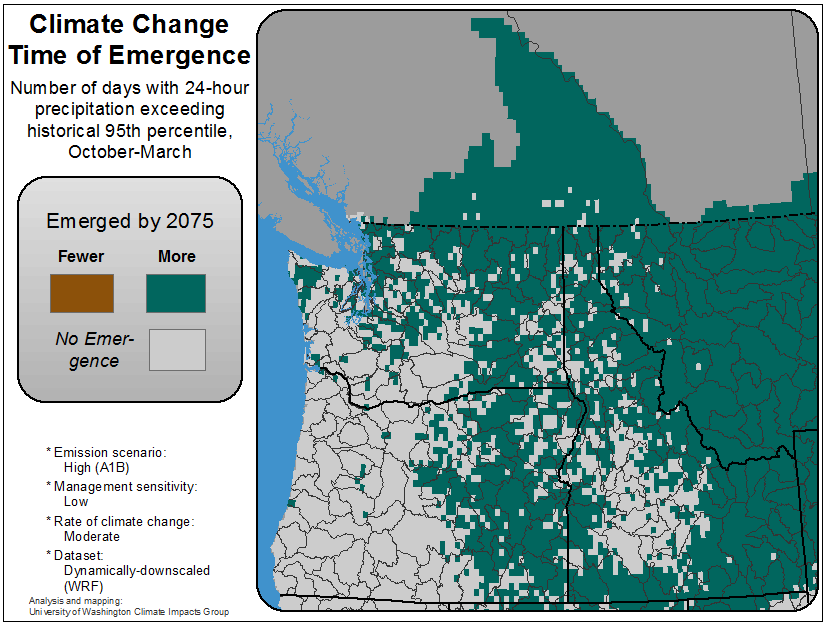 Climate Change
Time of Emergence
Number of days with 24-hour
precipitation exceeding
historical 95th percentile,
October-March
Emerged by 2075
Fewer More
No Emer-
gence
* Emission scenario:
High (A1B)
* Management sensitivity:
Low
* Rate of climate change:
Moderate
* Dataset:
Dynamically-downscaled
(WRF)
Analysis and mapping:
University of Washington Climate Impacts Group